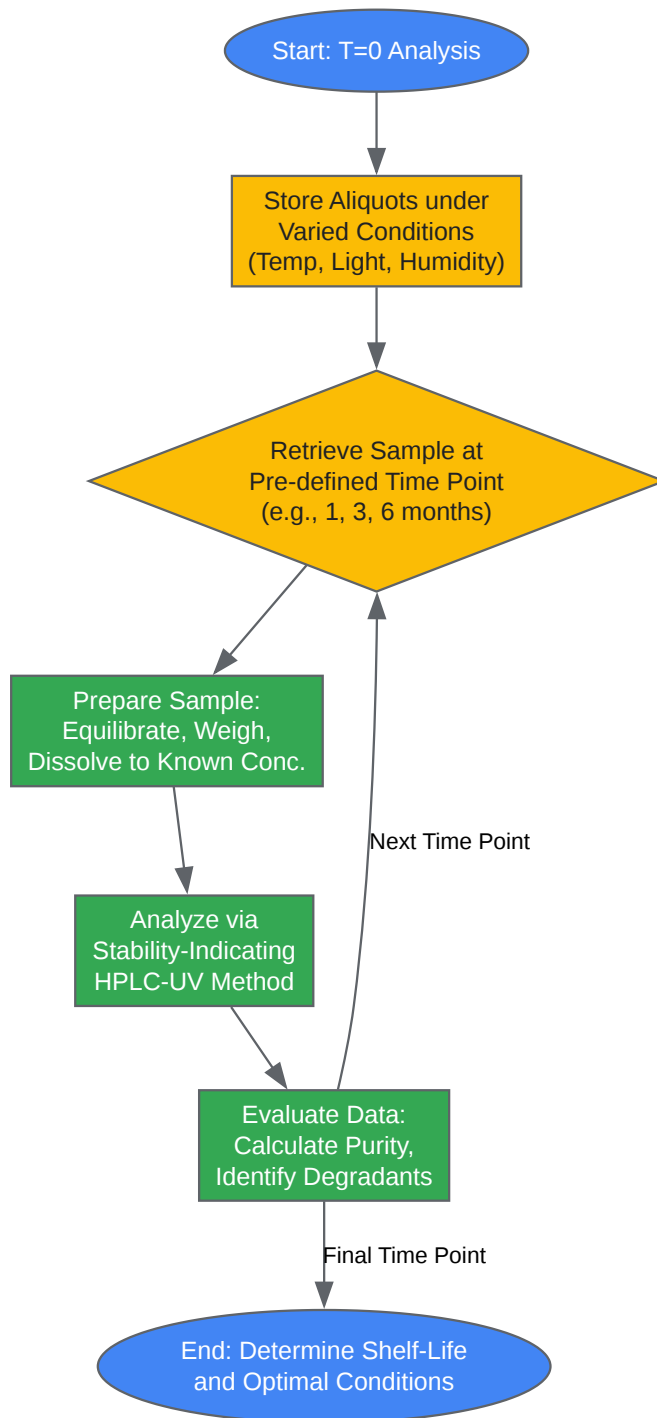 Start: T=0 Analysis
Store Aliquots under
Varied Conditions
(Temp, Light, Humidity)
Retrieve Sample at
Pre-defined Time Point
(e.g., 1, 3, 6 months)
Prepare Sample:
Equilibrate, Weigh,
Dissolve to Known Conc.
Next Time Point
Analyze via
Stability-Indicating
HPLC-UV Method
Evaluate Data:
Calculate Purity,
Identify Degradants
Final Time Point
End: Determine Shelf-Life
and Optimal Conditions